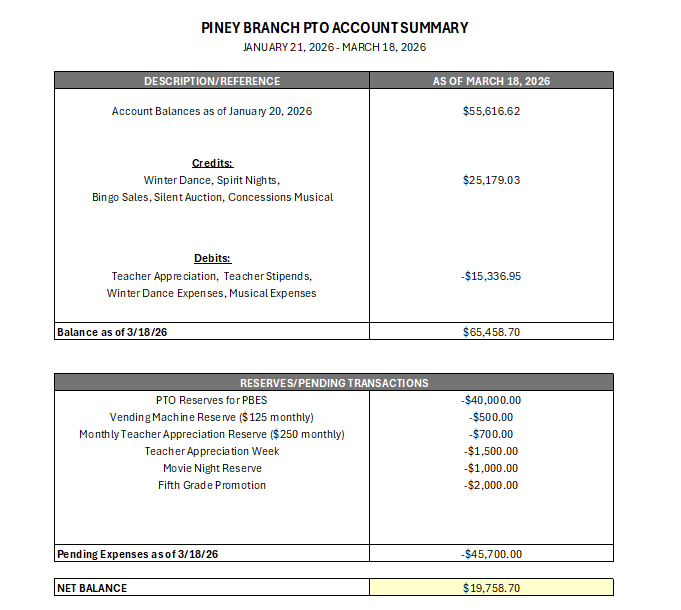 PINEY BRANCH PTO ACCOUNT SUMMARY
JANUARY 21, 2026 - MARCH 18, 2026
DESCRIPTION/REFERENCE AS OF MARCH 18, 2026
Account Balances as of January 20, 2026 $55,616.62
Credits:
Winter Dance, Spirit Nights, $25,179.03
Bingo Sales, Silent Auction, Concessions Musical
Debits:
Teacher Appreciation, Teacher Stipends, -$15,336.95
Winter Dance Expenses, Musical Expenses
Balance as of 3/18/26 $65,458.70
RESERVES/PENDING TRANSACTIONS
PTO Reserves for PBES -$40,000.00
Vending Machine Reserve ($125 monthly) -$500.00
Monthly Teacher Appreciation Reserve ($250 monthly) -$700.00
Teacher Appreciation Week -$1,500.00
Movie Night Reserve -$1,000.00
Fifth Grade Promotion -$2,000.00
Pending Expenses as of 3/18/26 -$45,700.00
NET BALANCE $19,758.70